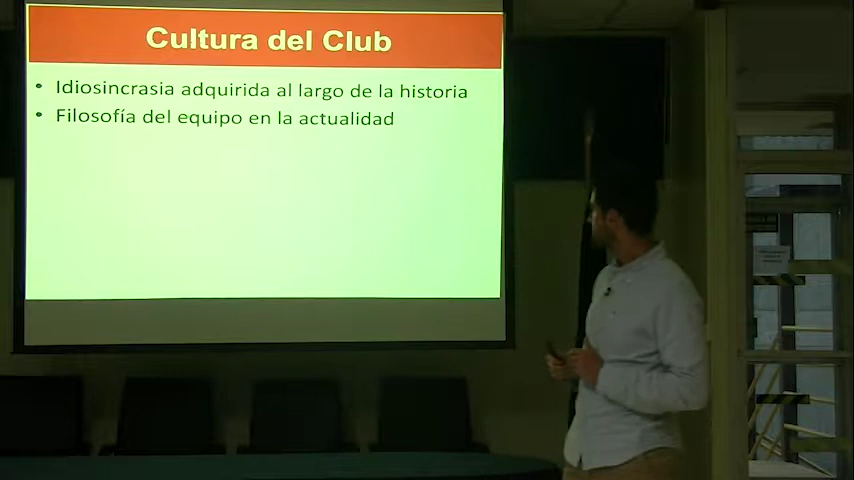 Cultura del Club
• Idiosincrasia adquirida al largo de la historia
• Filosofía del equipo en la actualidad